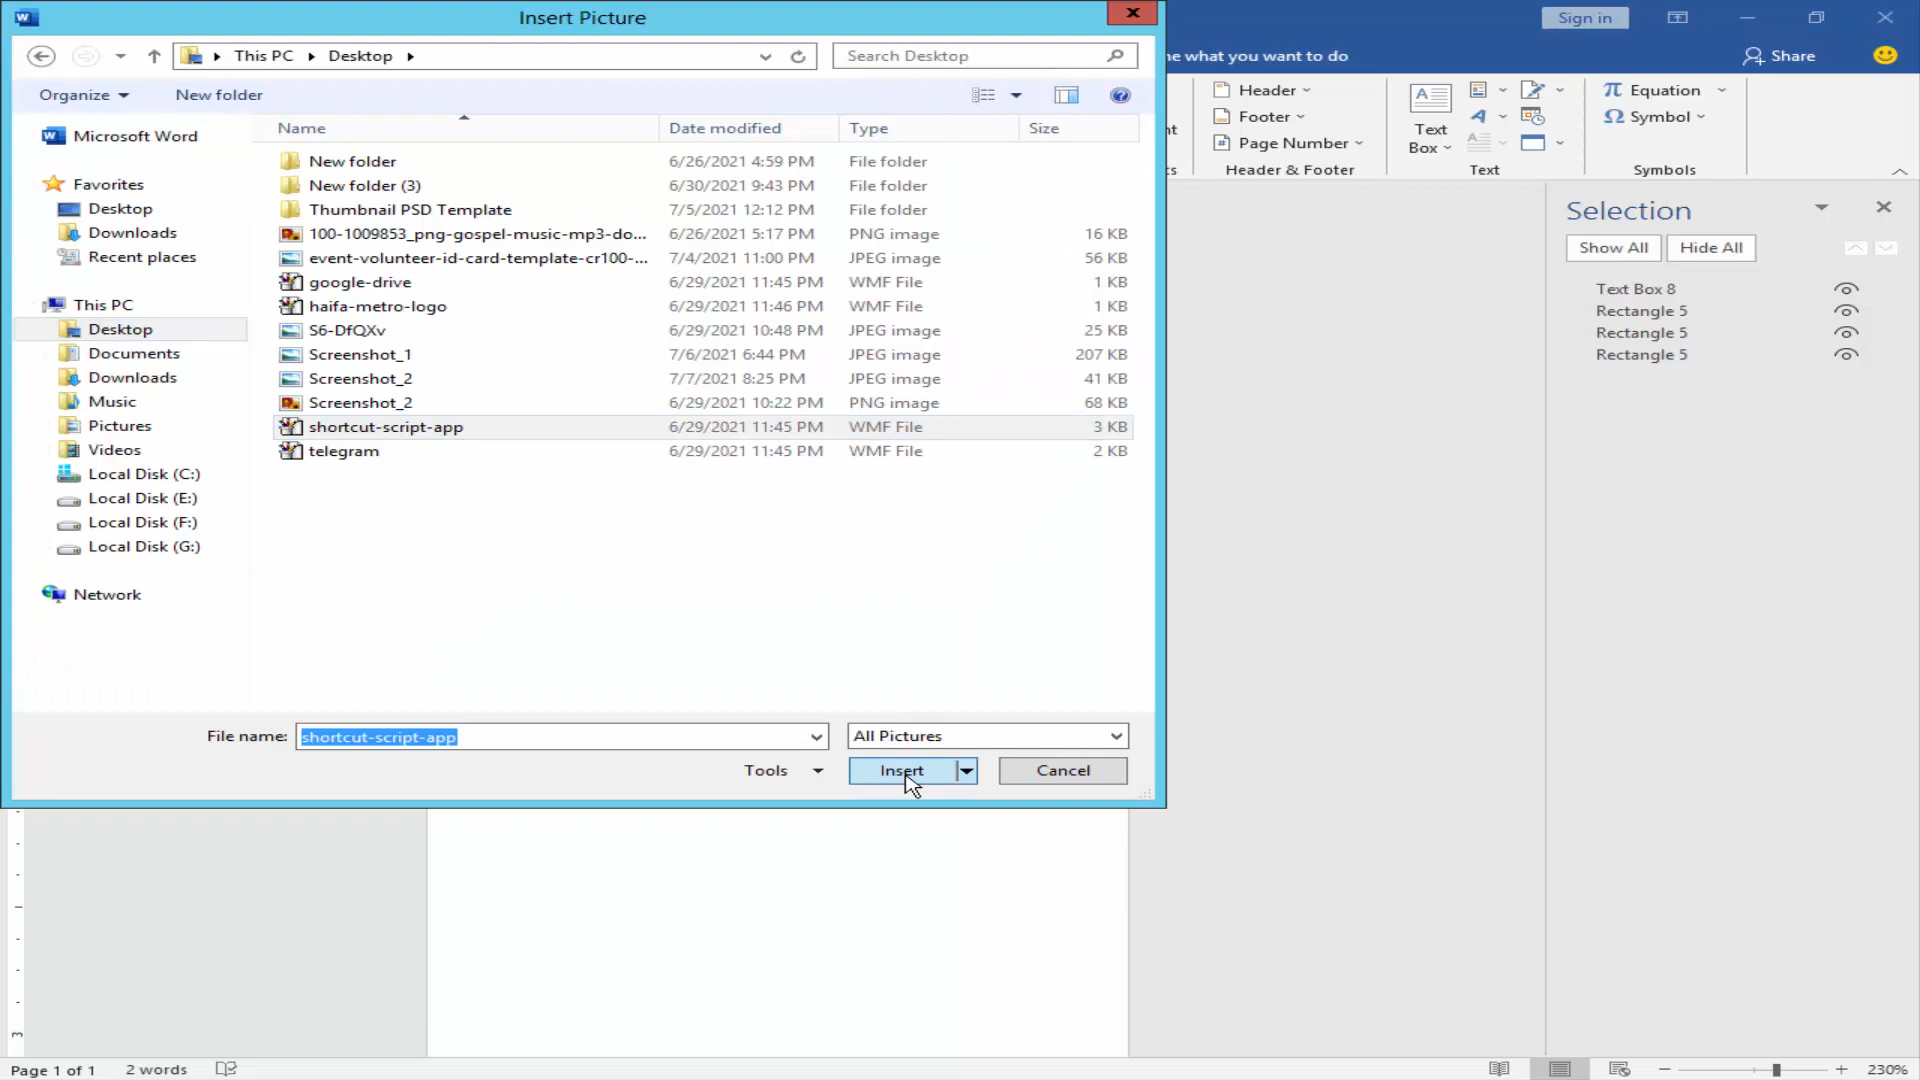 Insert Picture
Sign in
This PC
Desktop
Search Desktop
e what you want to do
Share
Organize
New folder
Header
Footer
Page Number
Text Box
Equation
Symbol
nt
ts
Header & Footer
Text
Symbols
Name
Date modified
Type
Size
Microsoft Word
Favorites
Desktop
Downloads
Recent places
This PC
Desktop
Documents
Downloads
Music
Pictures
Videos
Local Disk (C:)
Local Disk (E:)
Local Disk (F:)
Local Disk (G:)
Network
New folder 6/26/2021 4:59 PM File folder
New folder (3) 6/30/2021 9:43 PM File folder
Thumbnail PSD Template 7/5/2021 12:12 PM File folder
100-1009853_png-gospel-music-mp3-do... 6/26/2021 5:17 PM PNG image 16 KB
event-volunteer-id-card-template-cr100-... 7/4/2021 11:00 PM JPEG image 56 KB
google-drive 6/29/2021 11:45 PM WMF File 1 KB
haifa-metro-logo 6/29/2021 11:46 PM WMF File 1 KB
S6-DfQXv 6/29/2021 10:48 PM JPEG image 25 KB
Screenshot_1 7/6/2021 6:44 PM JPEG image 207 KB
Screenshot_2 7/7/2021 8:25 PM JPEG image 41 KB
Screenshot_2 6/29/2021 10:22 PM PNG image 68 KB
shortcut-script-app 6/29/2021 11:45 PM WMF File 3 KB
telegram 6/29/2021 11:45 PM WMF File 2 KB
File name: shortcut-script-app
All Pictures
Tools
Insert
Cancel
Selection
Show All
Hide All
Text Box 8
Rectangle 5
Rectangle 5
Rectangle 5
3
Page 1 of 1
2 words
230%